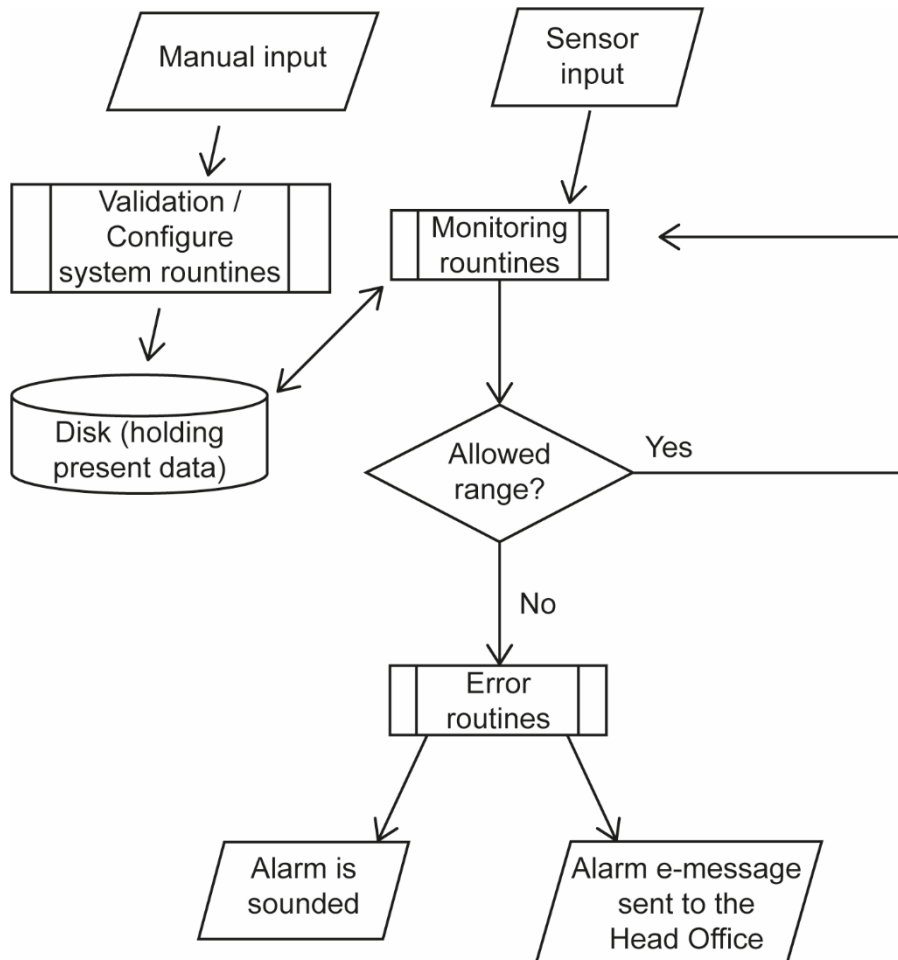 Manual input
Sensor
input
Validation /
Configure
system rountines
Monitoring
rountines
Disk (holding
present data)
Allowed
range?
Yes
No
Error
routines
Alarm is
sounded
Alarm e-message
sent to the
Head Office